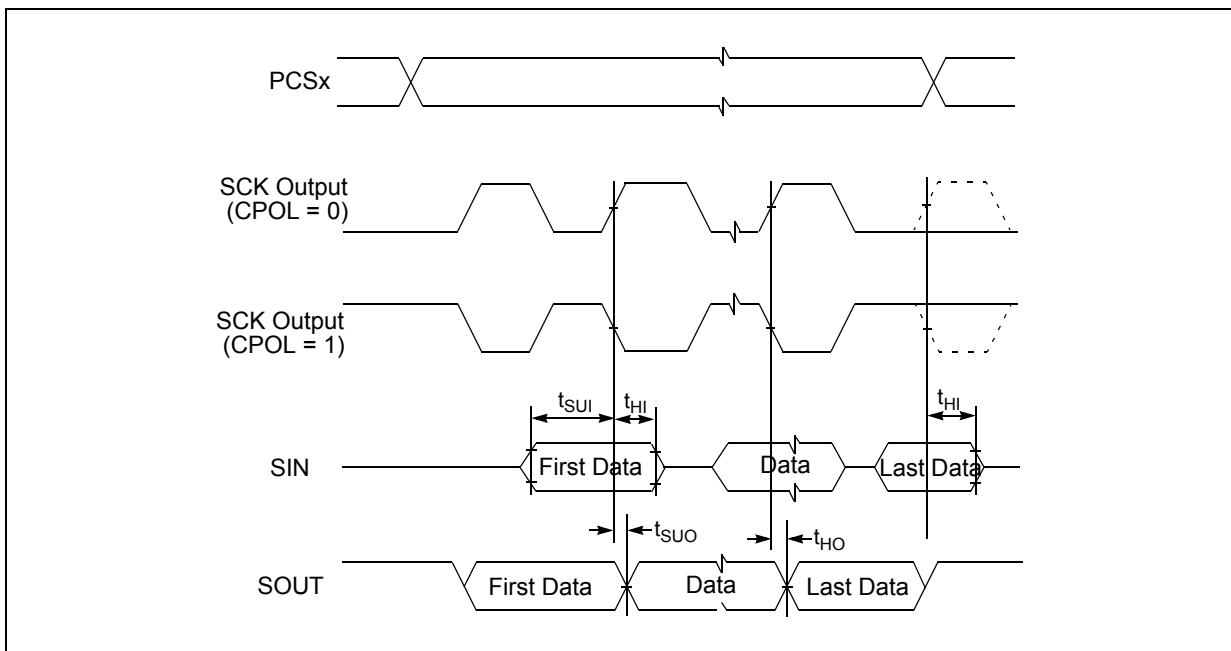 PCSx
SCK Output
(CPOL = 0)
SCK Output
(CPOL = 1)
tSUI
tHI
tHI
SIN
First Data
Data
Last Data
tSUO
tHO
SOUT
First Data
Data
Last Data